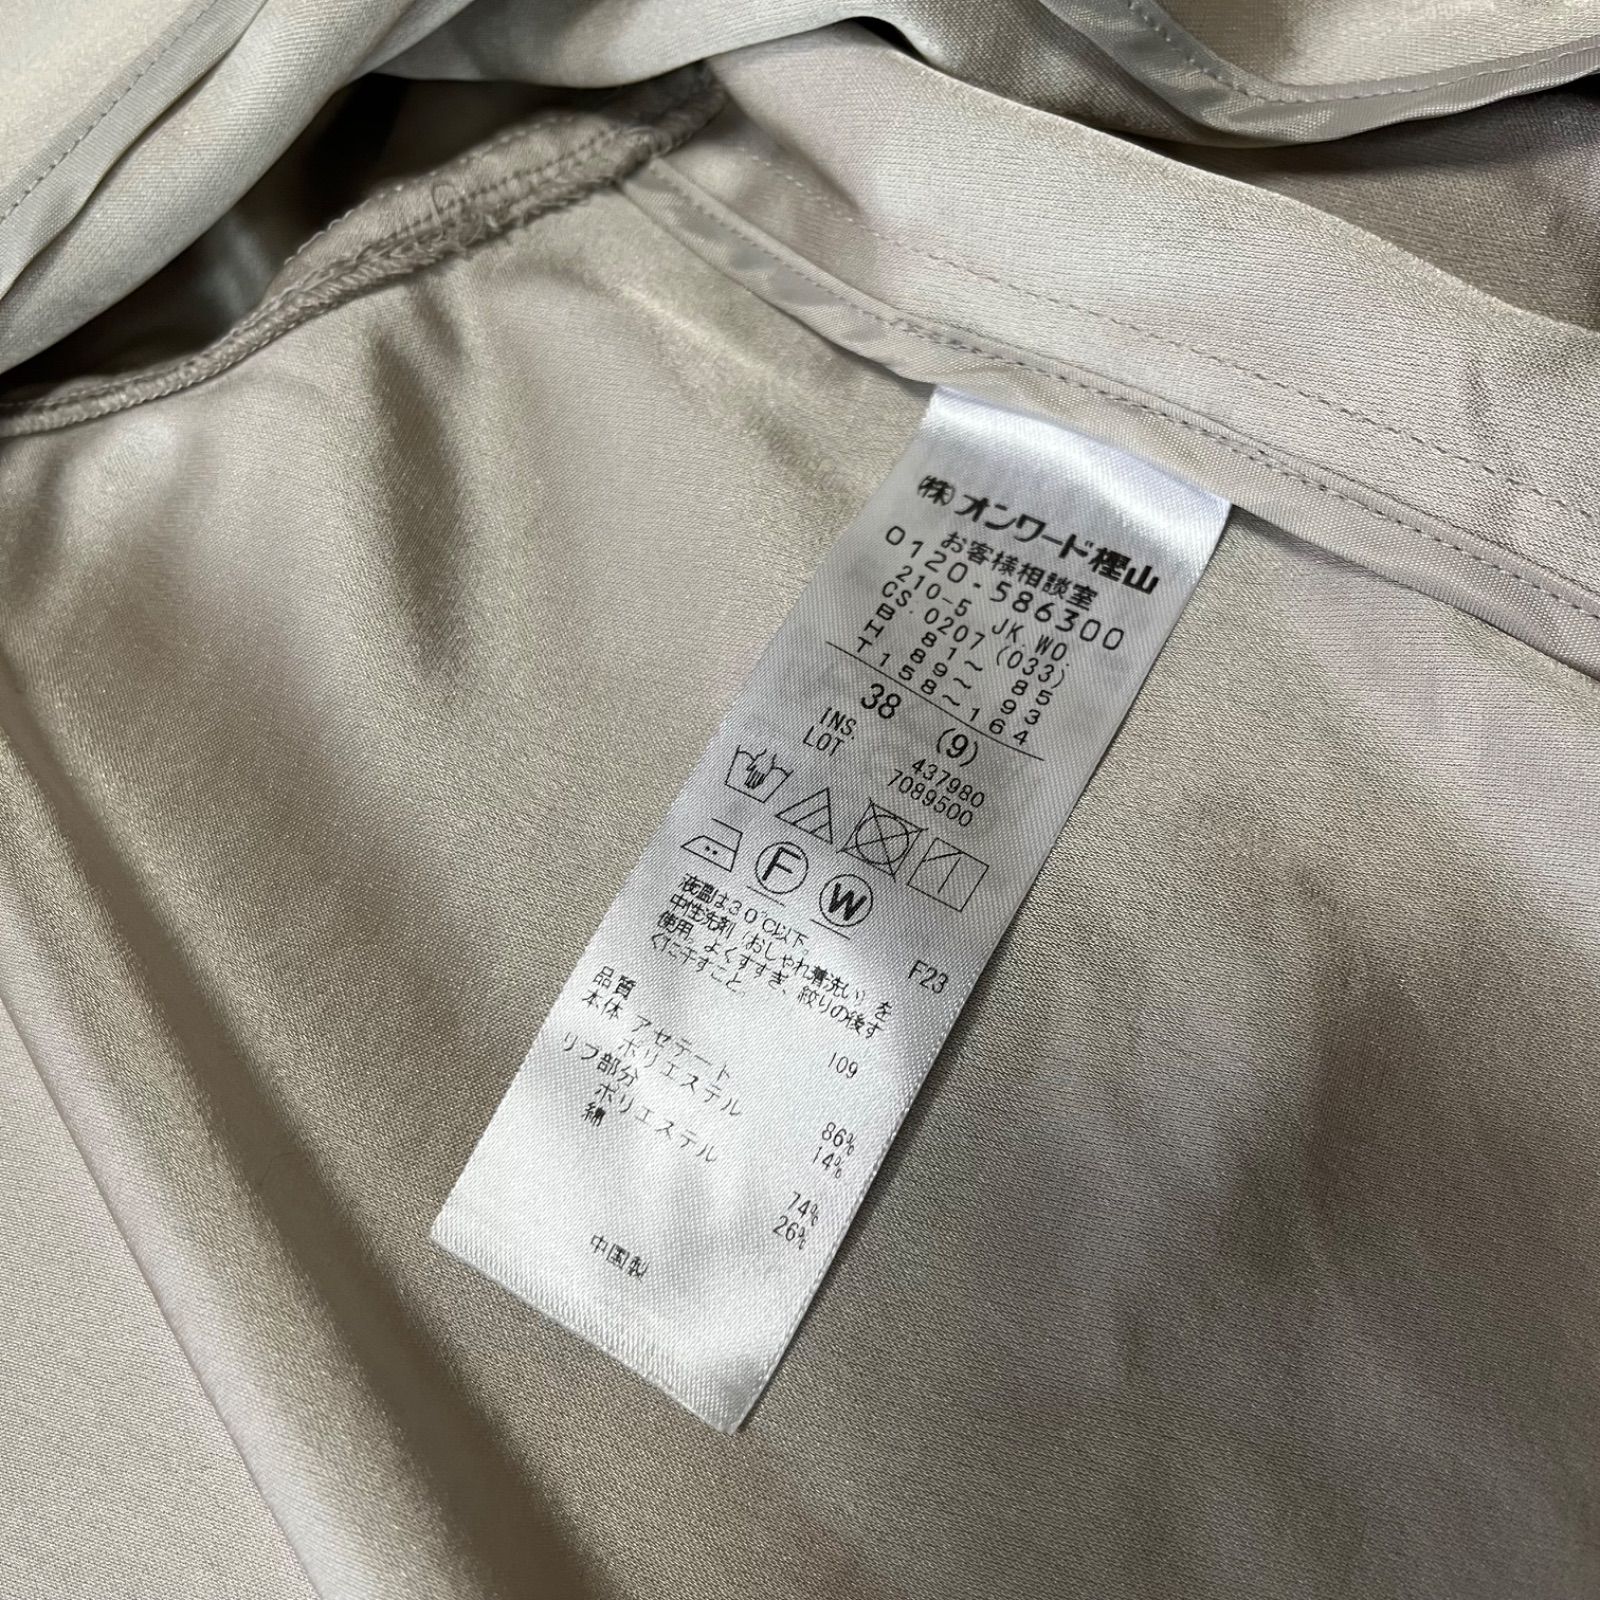 (株)オンワード樫山
お客様相談室
0120-586300
210-5 JK WO.
CS.0207(033)
B 81~ 85
H 89~ 93
T158~164
38 (9)
INS. 437980
LOT 7089500
F
W
液温は30℃以下。
中性洗剤(おしゃれ着洗い)を
使用。よくすすぎ、絞りの後す
ぐに干すこと。
F23
品質 109
本体 アセテート 86%
ポリエステル 14%
リブ部分
ポリエステル 74%
綿 26%
中国製